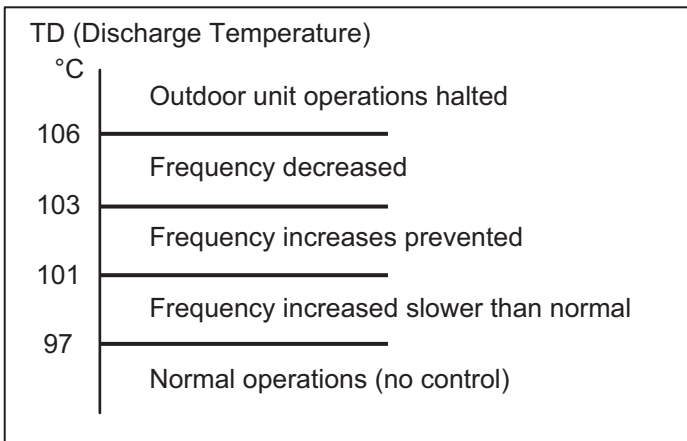 TD (Discharge Temperature)
°C
Outdoor unit operations halted
106
Frequency decreased
103
Frequency increases prevented
101
Frequency increased slower than normal
97
Normal operations (no control)